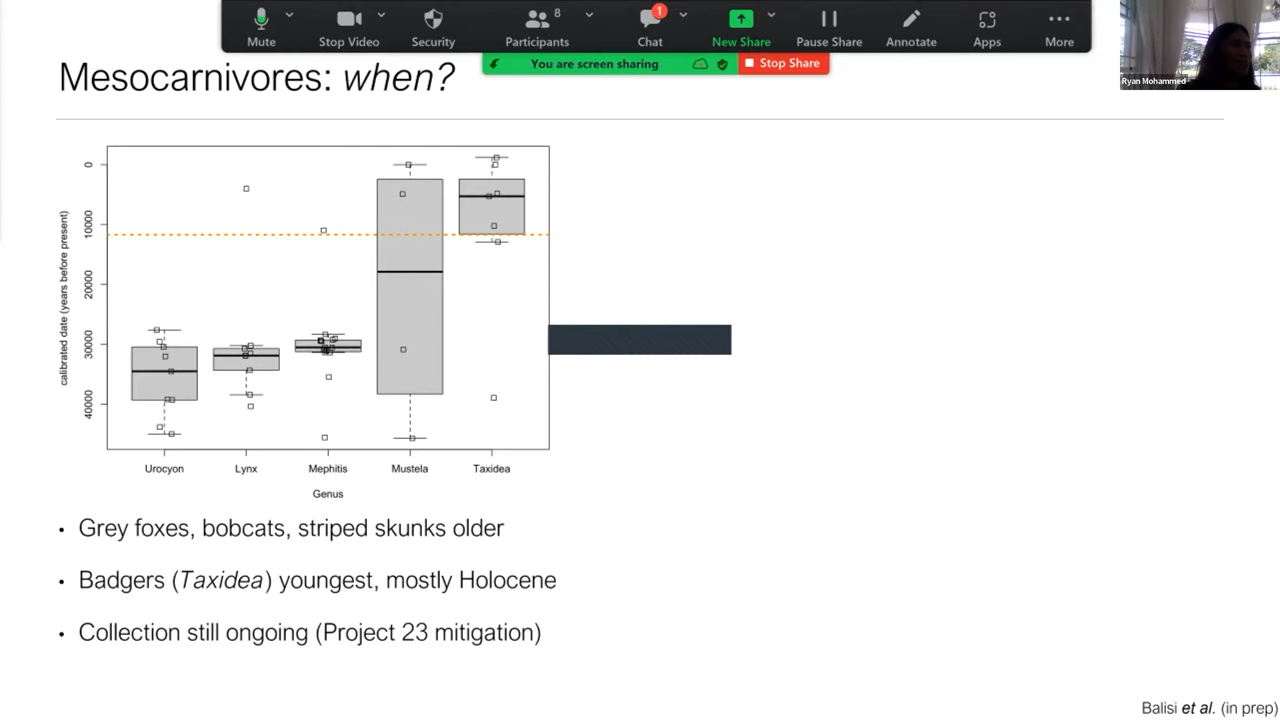 Mute
Stop Video
Security
8
Participants
1
Chat
New Share
Pause Share
Annotate
Apps
More
You are screen sharing
Stop Share
Ryan Mohammed
Mesocarnivores: when?
calibrated date (years before present)
0
10000
20000
30000
40000
Urocyon
Lynx
Mephitis
Mustela
Taxidea
Genus
• Grey foxes, bobcats, striped skunks older
• Badgers (Taxidea) youngest, mostly Holocene
• Collection still ongoing (Project 23 mitigation)
Balisi et al. (in prep)